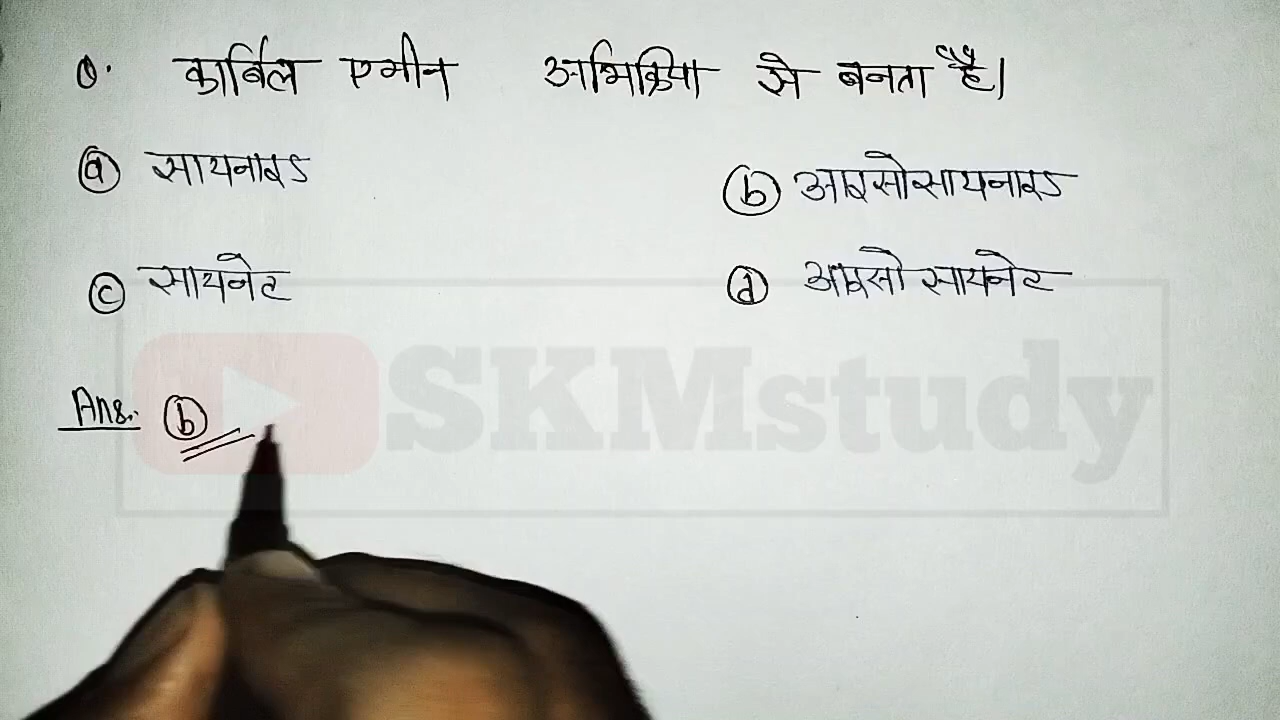 Q. कार्बिल एमीन अभिक्रिया से बनता है।
(a) सायनाइड
(b) आइसोसायनाइड
(c) सायनेट
(d) आइसो सायनेट
SKMstudy
Ans. (b)